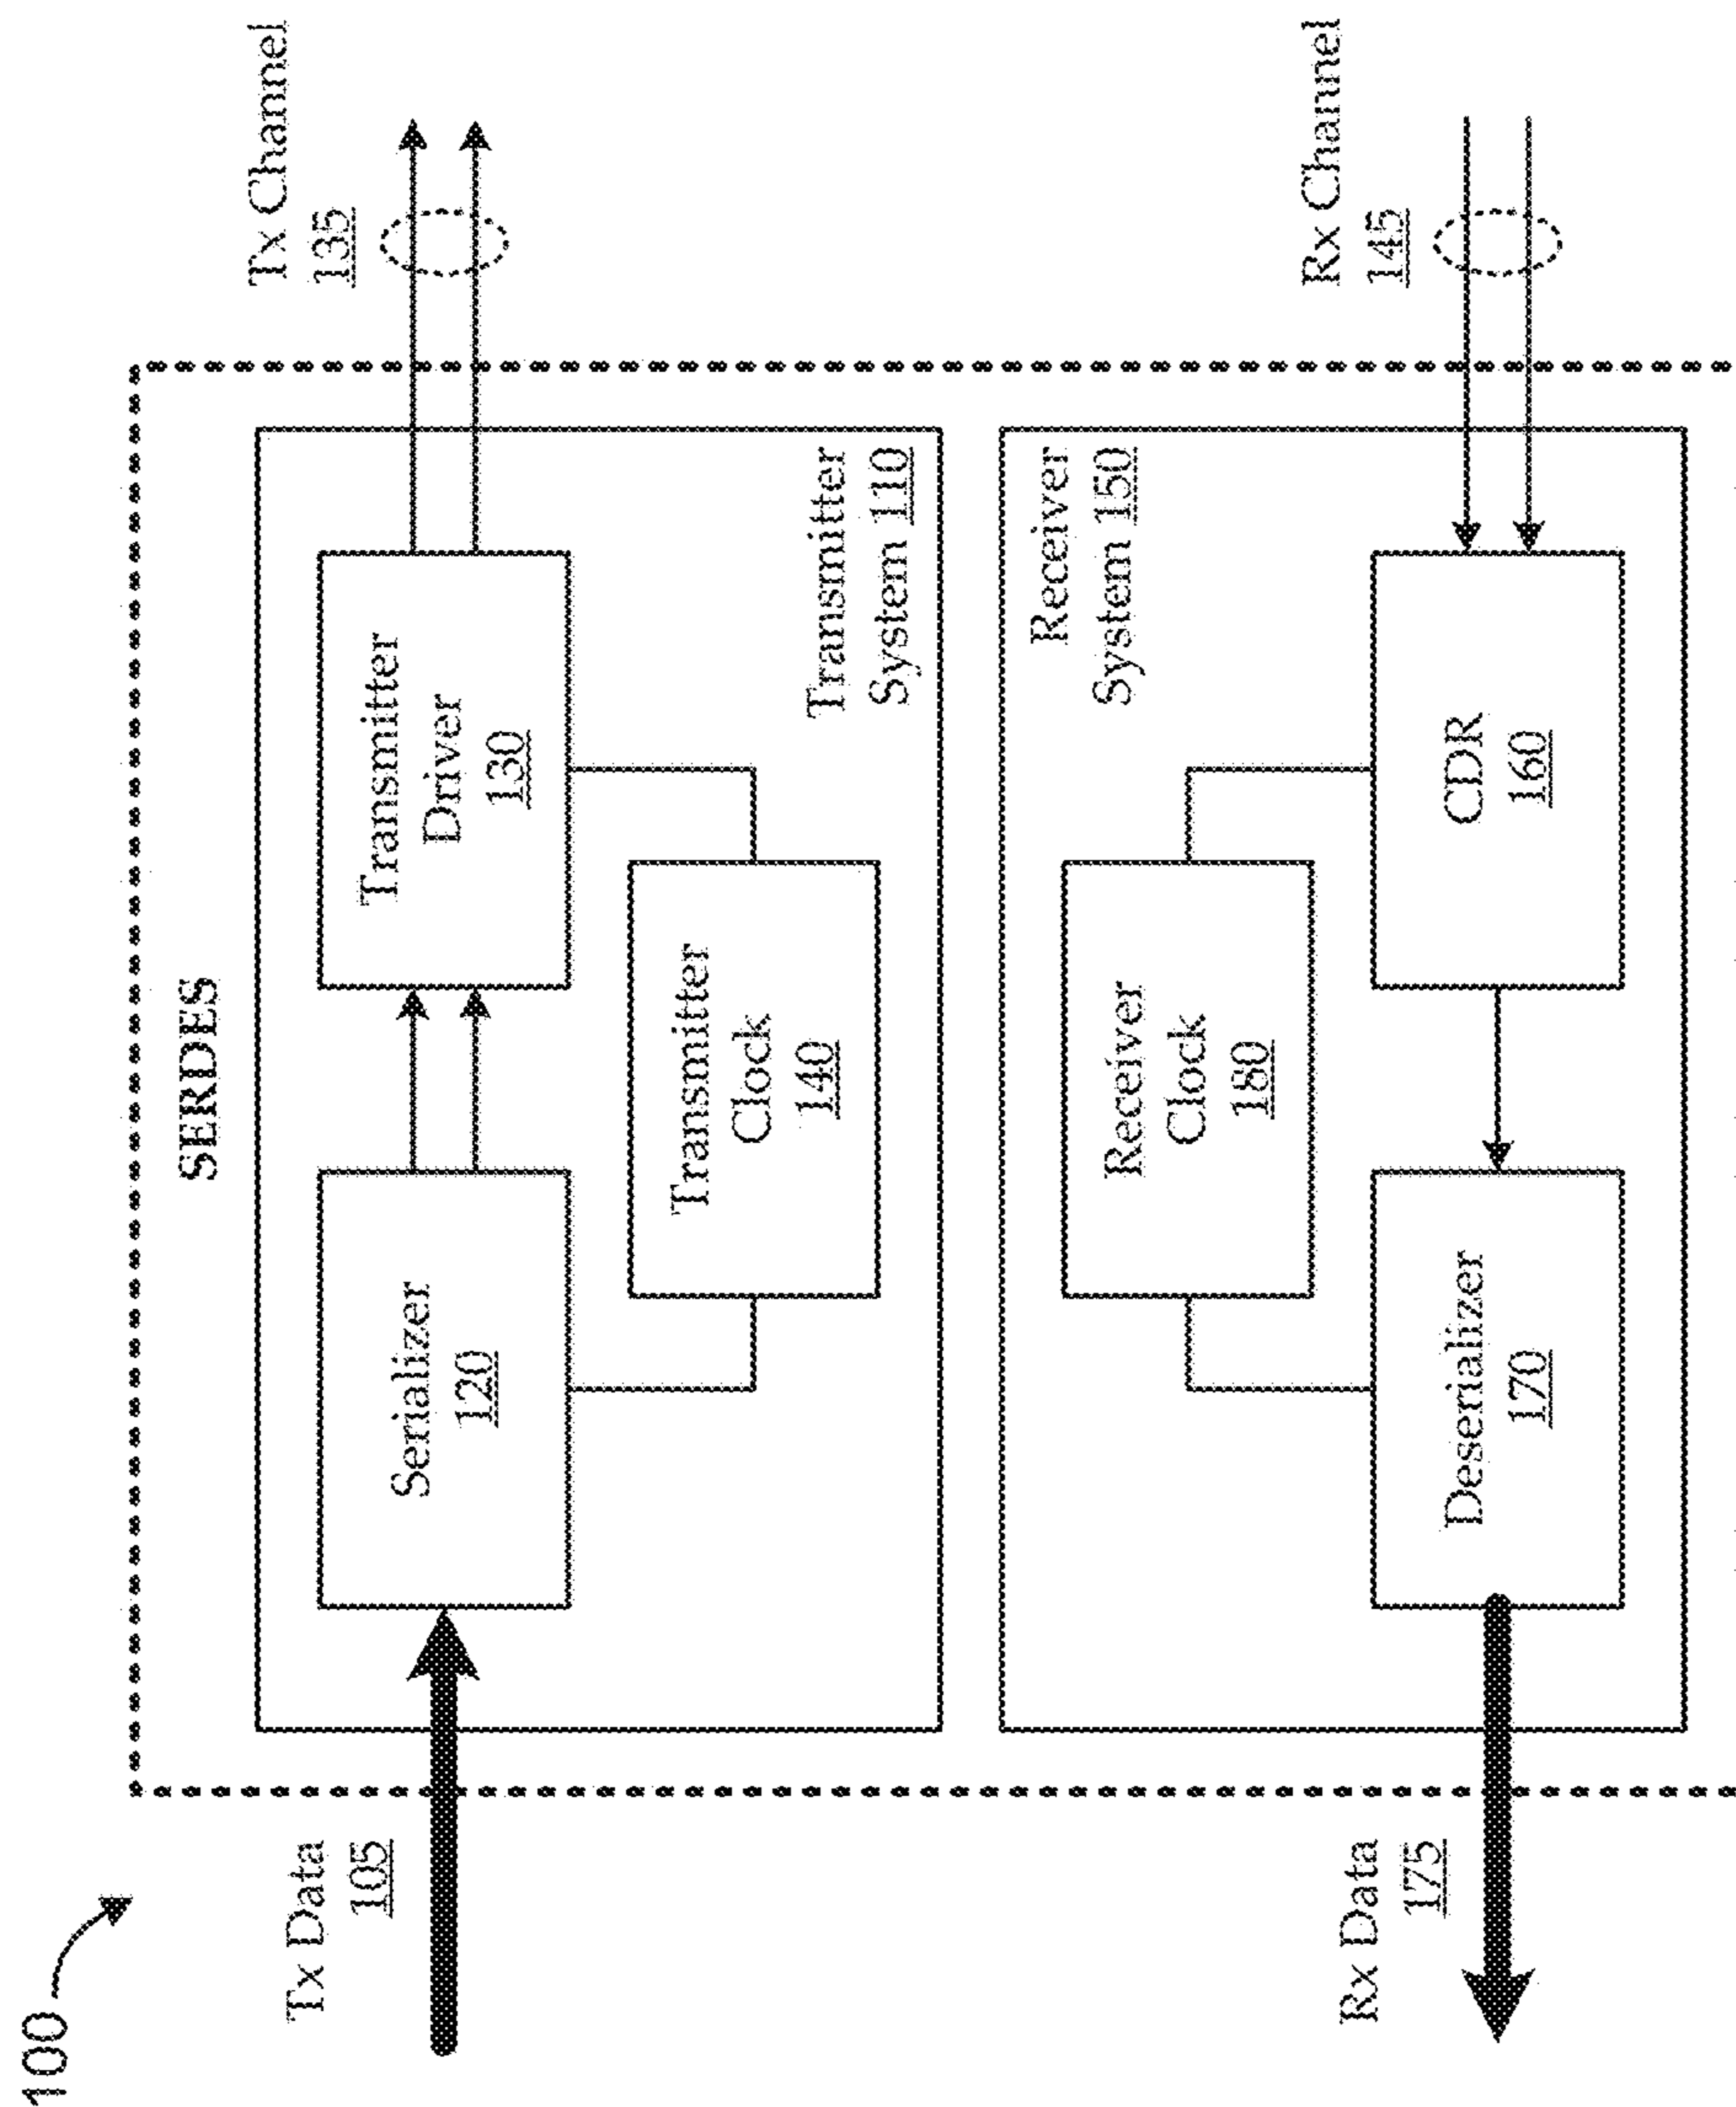 100
SERDES
Tx Data
105
Serializer
120
Transmitter
Driver
130
Tx Channel
135
Transmitter
Clock
140
Transmitter
System 110
Receiver
System 150
Receiver
Clock
180
Rx Data
175
Deserializer
170
CDR
160
Rx Channel
145